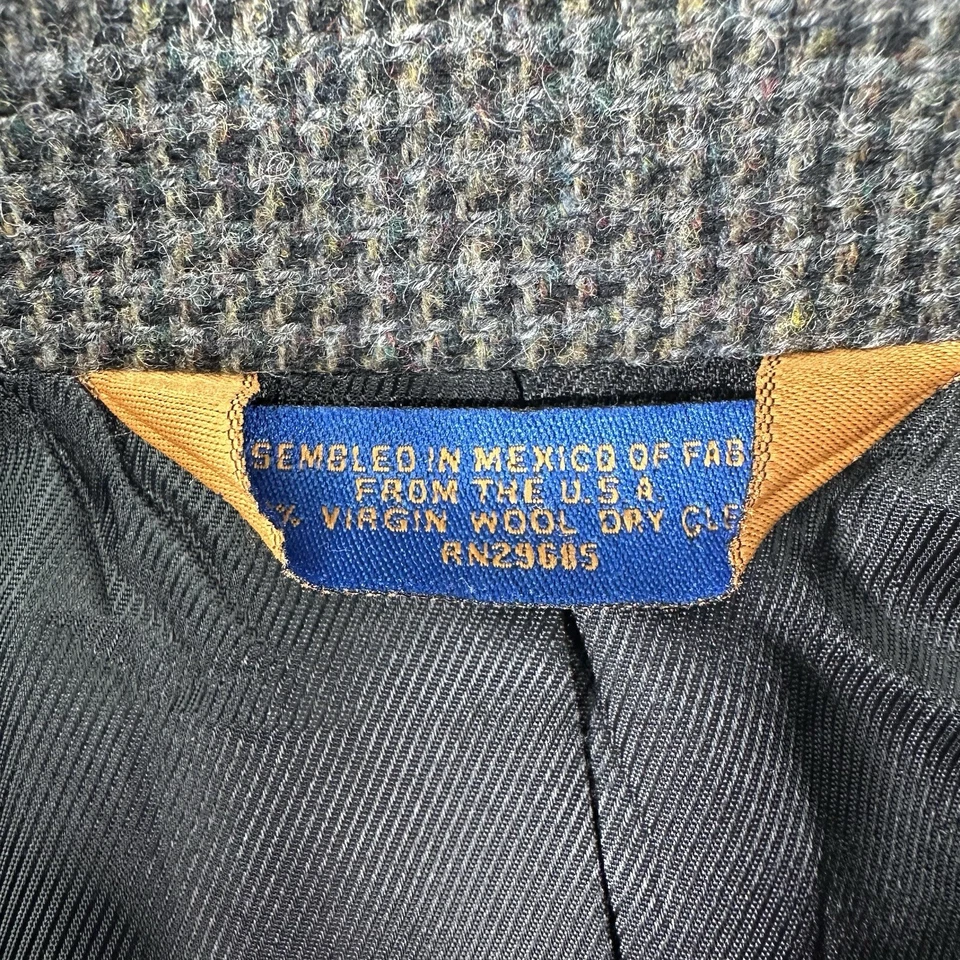 SEMBLED IN MEXICO OF FAB
FROM THE U.S.A.
% VIRGIN WOOL DRY CLE
RN29685